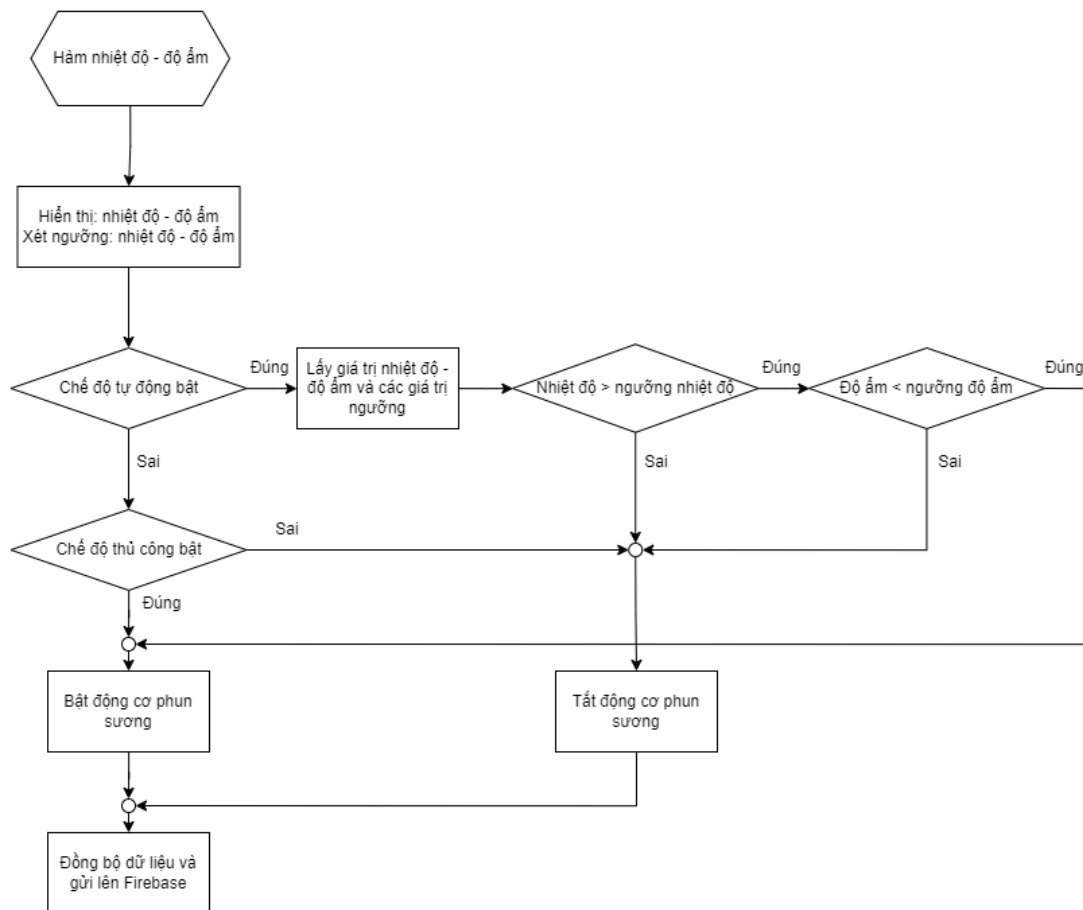 Hàm nhiệt độ - độ ẩm
Hiển thị: nhiệt độ - độ ẩm
Xét ngưỡng: nhiệt độ - độ ẩm
Chế độ tự động bật
Đúng
Lấy giá trị nhiệt độ -
độ ẩm và các giá trị
ngưỡng
Nhiệt độ > ngưỡng nhiệt độ
Đúng
Độ ẩm < ngưỡng độ ẩm
Đúng
Sai
Sai
Sai
Chế độ thủ công bật
Sai
Đúng
Bật động cơ phun
sương
Tắt động cơ phun
sương
Đồng bộ dữ liệu và
gửi lên Firebase